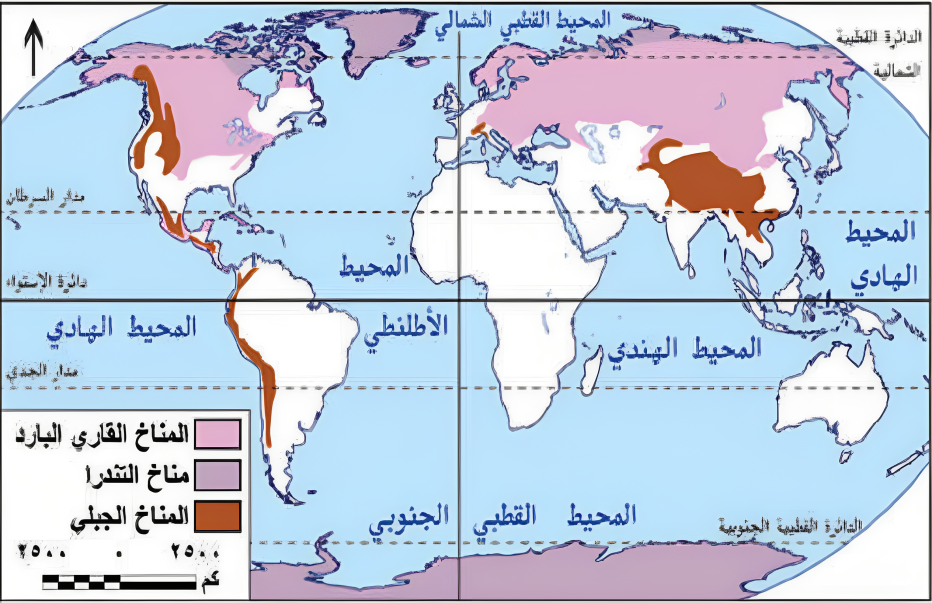 المحيط القطبي الشمالي
الدائرة القطبية
الشمالية
مدار السرطان
المحيط
الهادي
المحيط
دائرة الإستواء
الأطلنطي
المحيط الهادي
المحيط الهندي
مدار الجدي
المناخ القاري البارد
مناخ التندرا
المناخ الجبلي
المحيط القطبي الجنوبي
الدائرة القطبية الجنوبية
٢٥٠٠ ٠ ٢٥٠٠
كم